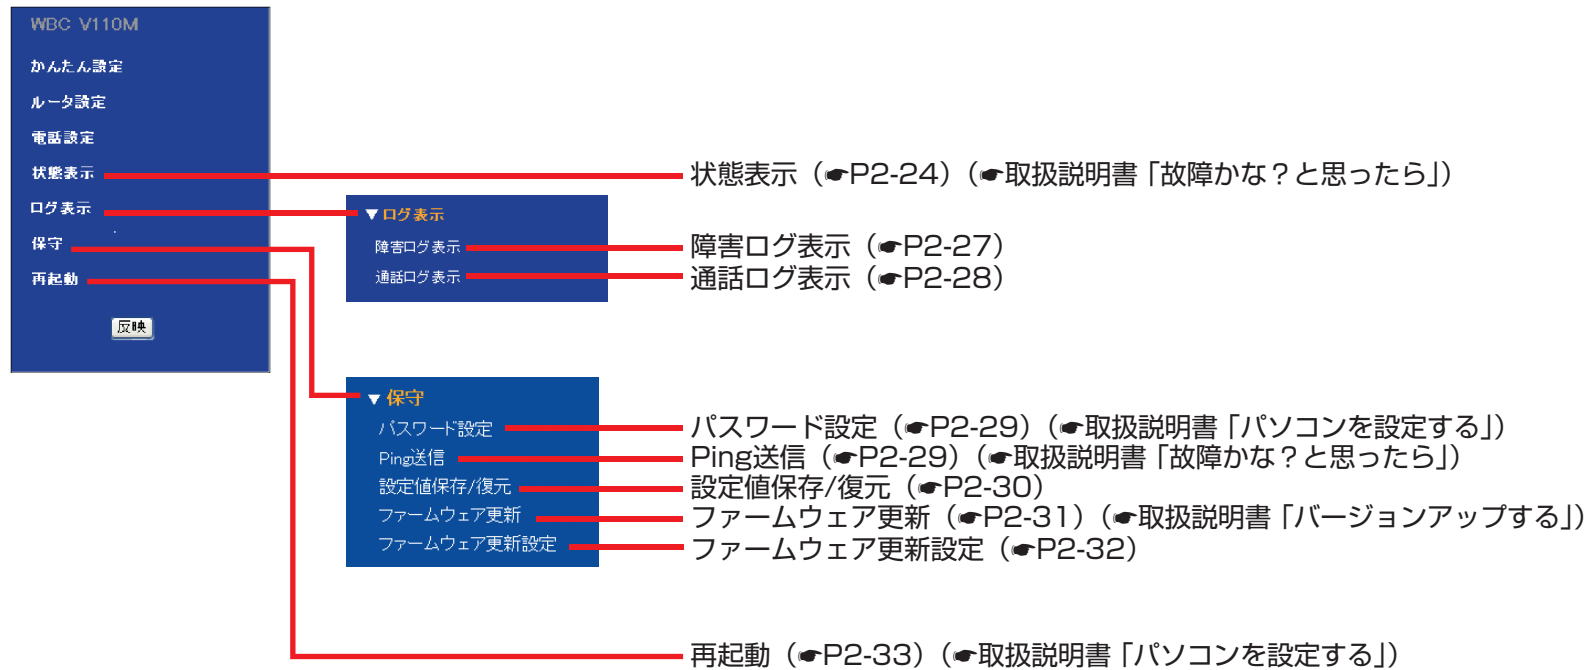 WBC V110M
かんたん設定
ルータ設定
電話設定
状態表示
ログ表示
保守
再起動
反映
▼ログ表示
障害ログ表示
通話ログ表示
▼保守
パスワード設定
Ping送信
設定値保存/復元
ファームウェア更新
ファームウェア更新設定
状態表示（☛P2-24）（☛取扱説明書「故障かな？と思ったら」）
障害ログ表示（☛P2-27）
通話ログ表示（☛P2-28）
パスワード設定（☛P2-29）（☛取扱説明書「パソコンを設定する」）
Ping送信（☛P2-29）（☛取扱説明書「故障かな？と思ったら」）
設定値保存/復元（☛P2-30）
ファームウェア更新（☛P2-31）（☛取扱説明書「バージョンアップする」）
ファームウェア更新設定（☛P2-32）
再起動（☛P2-33）（☛取扱説明書「パソコンを設定する」）